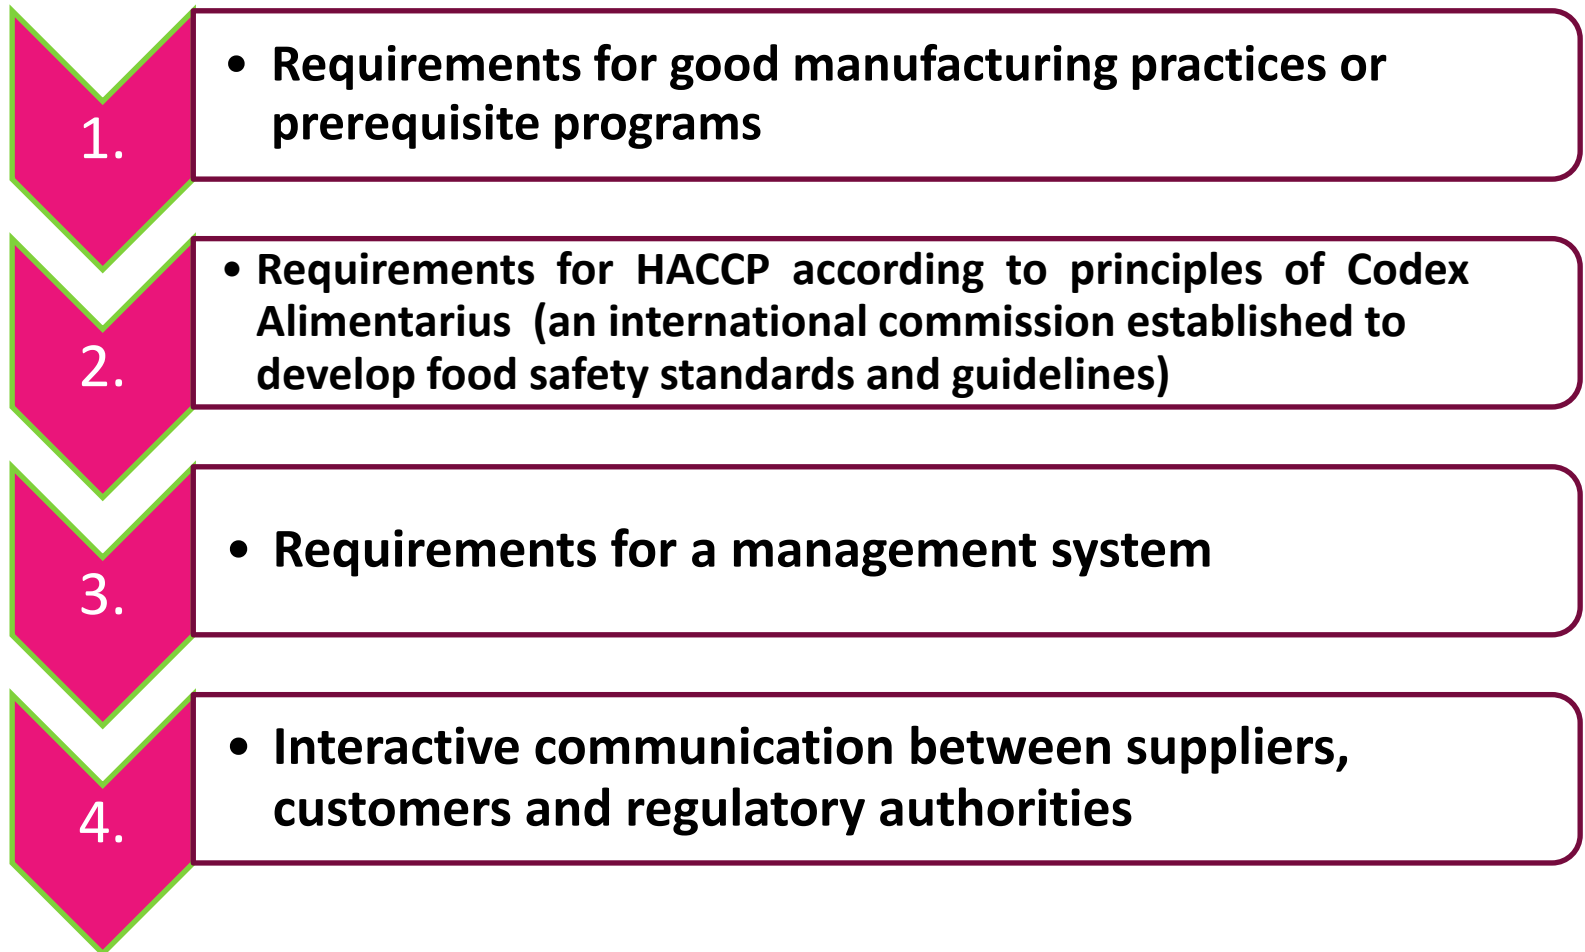 1.
• Requirements for good manufacturing practices or
prerequisite programs
2.
• Requirements for HACCP according to principles of Codex
Alimentarius (an international commission established to
develop food safety standards and guidelines)
3.
• Requirements for a management system
4.
• Interactive communication between suppliers,
customers and regulatory authorities